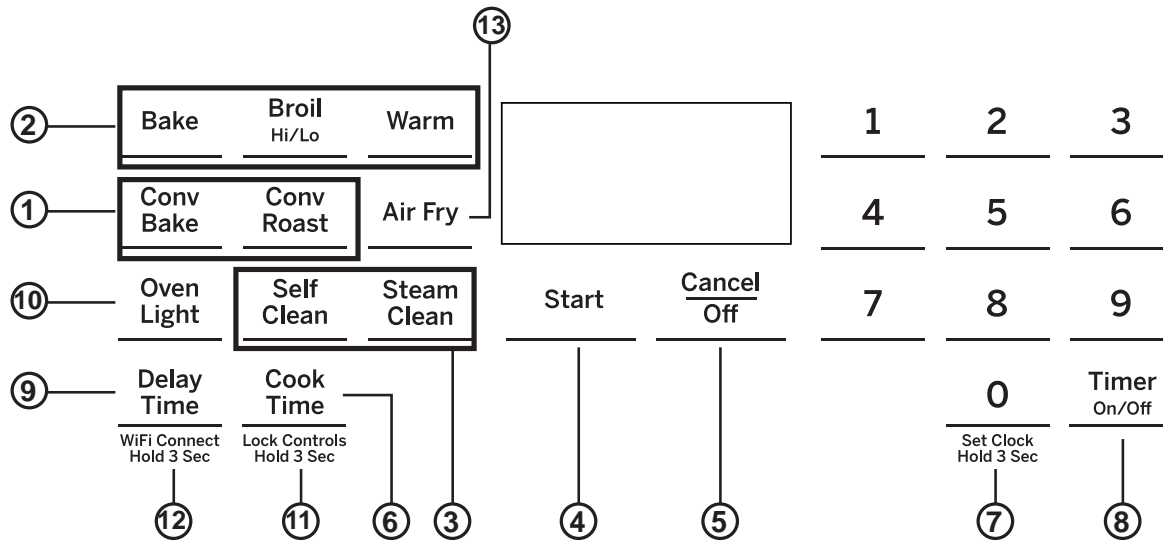 13
2
Bake
Broil
Hi/Lo
Warm
1
2
3
1
Conv
Bake
Conv
Roast
Air Fry
4
5
6
10
Oven
Light
Self
Clean
Steam
Clean
Start
Cancel
Off
7
8
9
9
Delay
Time
Cook
Time
0
Timer
On/Off
WiFi Connect
Hold 3 Sec
Lock Controls
Hold 3 Sec
Set Clock
Hold 3 Sec
12
11
6
3
4
5
7
8